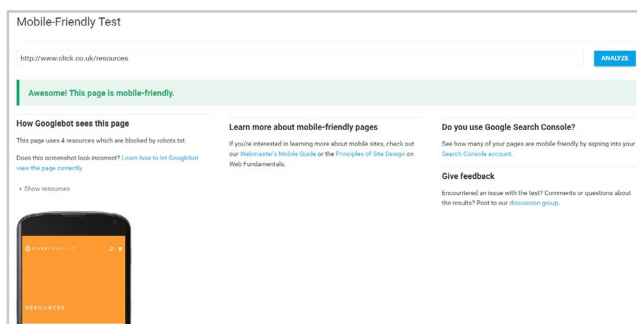 Mobile-Friendly Test
http://www.click.co.uk/resources
ANALYZE
Awesome! This page is mobile-friendly.
How Googlebot sees this page
This page uses 4 resources which are blocked by robots.txt.
Does this screenshot look incorrect? Learn how to let Googlebot
view the page correctly.
Show resources
Learn more about mobile-friendly pages
If you're interested in learning more about mobile sites, check out
our Webmaster's Mobile Guide or the Principles of Site Design on
Web Fundamentals.
Do you use Google Search Console?
See how many of your pages are mobile-friendly by signing into your
Search Console account.
Give feedback
Encountered an issue with the test? Comments or questions about
the results? Post to our discussion group.
CLICKCONSULT
RESOURCES.